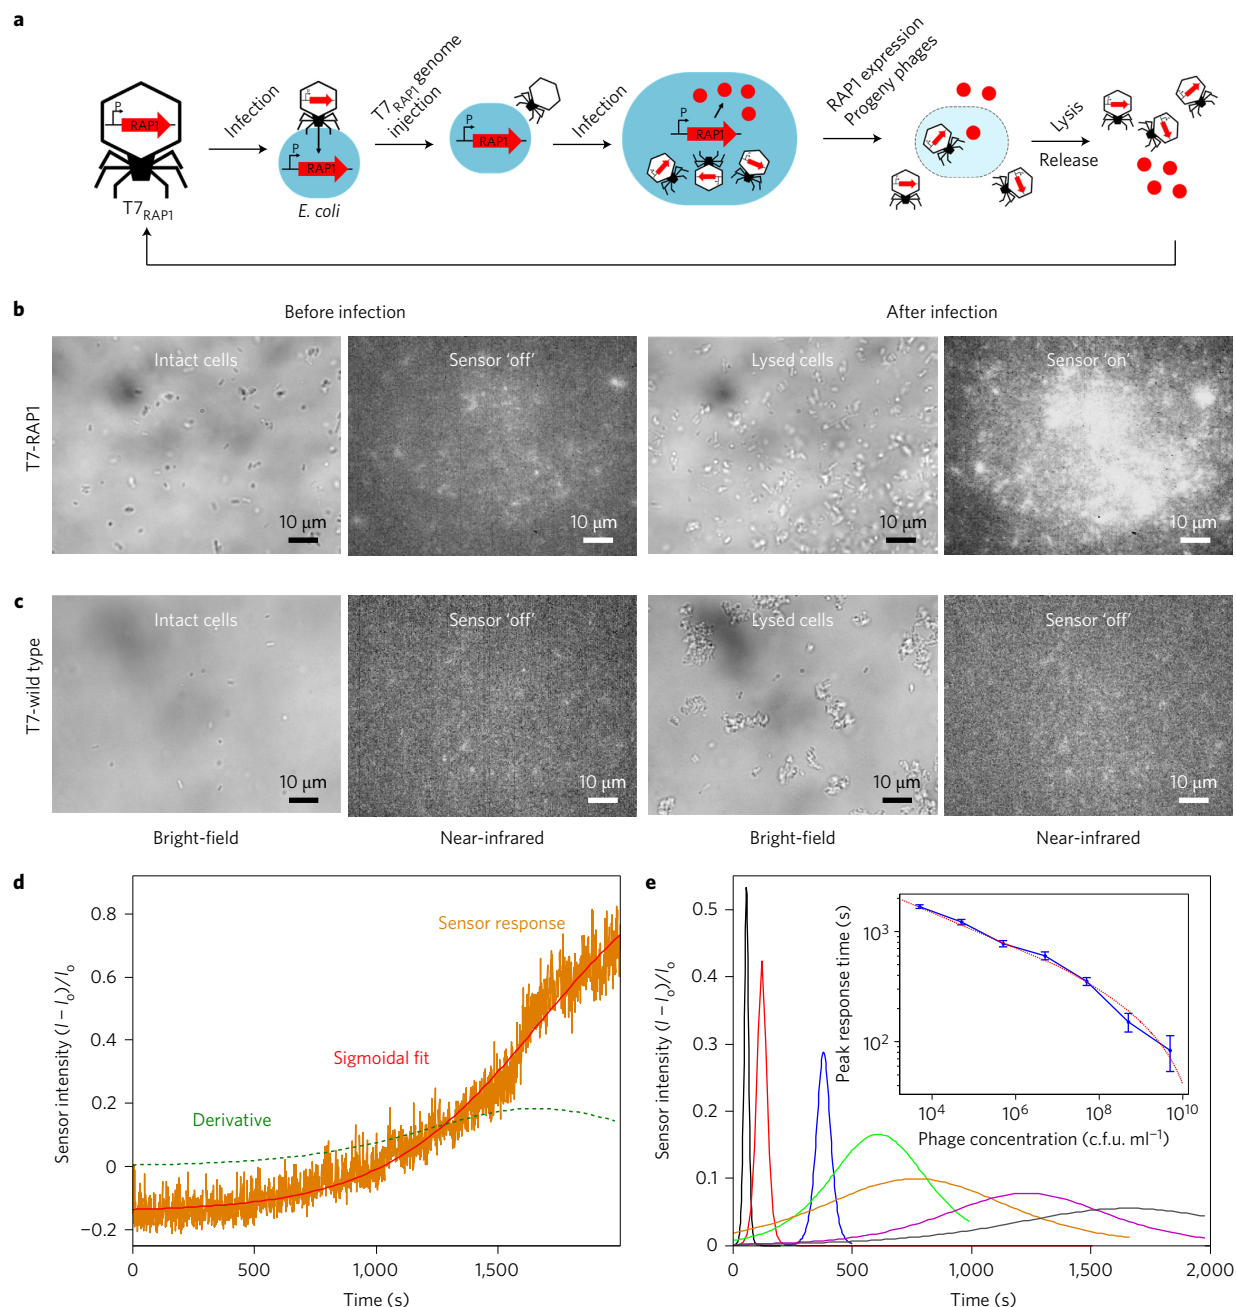 a
P
RAP1
T7RAP1
Infection
P
RAP1
E. coli
T7RAP1 genome
injection
P
RAP1
Infection
P
RAP1
RAP1 expression
Progeny phages
Lysis
Release
b
Before infection
After infection
T7-RAP1
Intact cells
10 μm
Sensor ‘off’
10 μm
Lysed cells
10 μm
Sensor ‘on’
10 μm
c
T7-wild type
Intact cells
10 μm
Sensor ‘off’
10 μm
Lysed cells
10 μm
Sensor ‘off’
10 μm
Bright-field
Near-infrared
Bright-field
Near-infrared
d
Sensor intensity (I – Io)/Io
0.8
0.6
0.4
0.2
0
–0.2
Sensor response
Sigmoidal fit
Derivative
0
500
1,000
1,500
Time (s)
e
Sensor intensity (I – Io)/Io
0.5
0.4
0.3
0.2
0.1
0
0
500
1,000
1,500
2,000
Time (s)
Peak response time (s)
10³
10²
10⁴
10⁶
10⁸
10¹⁰
Phage concentration (c.f.u. ml⁻¹)